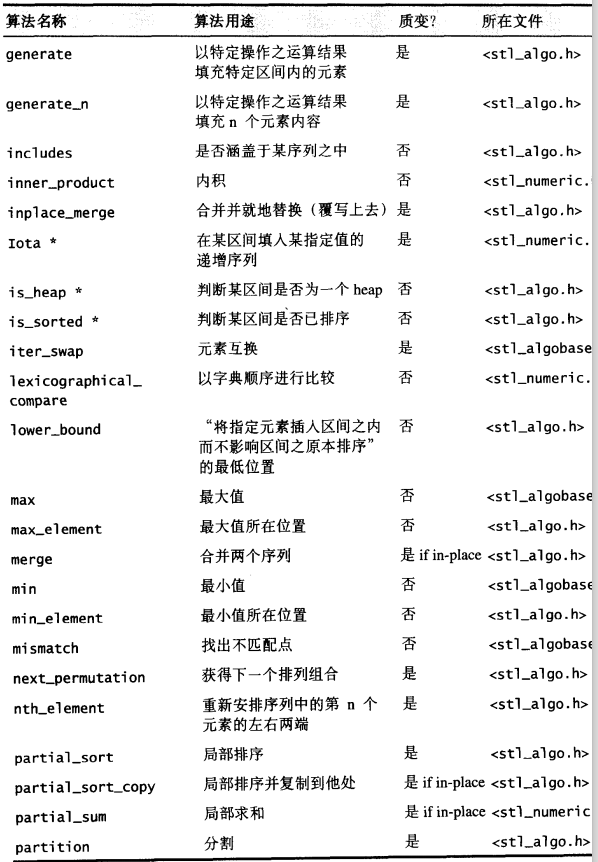 算法名称 算法用途 质变? 所在文件
generate 以特定操作之运算结果 是 <stl_algo.h>
填充特定区间内的元素
generate_n 以特定操作之运算结果 是 <stl_algo.h>
填充 n 个元素内容
includes 是否涵盖于某序列之中 否 <stl_algo.h>
inner_product 内积 否 <stl_numeric.
inplace_merge 合并并就地替换（覆写上去） 是 <stl_algo.h>
Iota * 在某区间填入某指定值的 是 <stl_numeric.
递增序列
is_heap * 判断某区间是否为一个 heap 否 <stl_algo.h>
is_sorted * 判断某区间是否已排序 否 <stl_algo.h>
iter_swap 元素互换 是 <stl_algobase
lexicographical_ 以字典顺序进行比较 否 <stl_numeric.
compare
lower_bound “将指定元素插入区间之内 否 <stl_algo.h>
而不影响区间之原本排序”
的最低位置
max 最大值 否 <stl_algobase
max_element 最大值所在位置 否 <stl_algo.h>
merge 合并两个序列 是 if in-place <stl_algo.h>
min 最小值 否 <stl_algobase
min_element 最小值所在位置 否 <stl_algo.h>
mismatch 找出不匹配点 否 <stl_algobase
next_permutation 获得下一个排列组合 是 <stl_algo.h>
nth_element 重新安排序列中的第 n 个 是 <stl_algo.h>
元素的左右两端
partial_sort 局部排序 是 <stl_algo.h>
partial_sort_copy 局部排序并复制到他处 是 if in-place <stl_algo.h>
partial_sum 局部求和 是 if in-place <stl_numeric
partition 分割 是 <stl_algo.h>